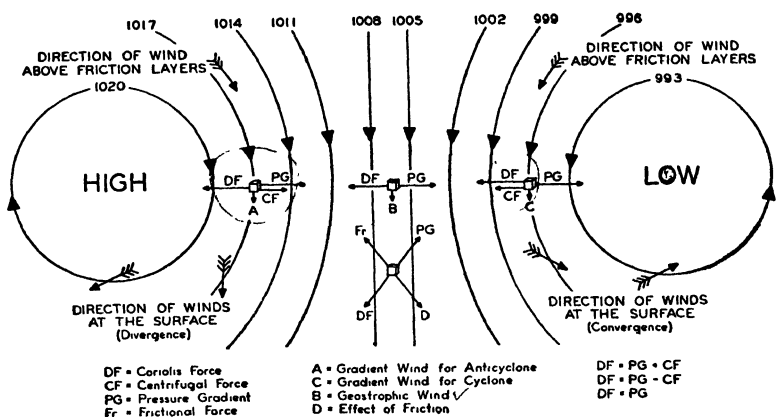 1017 1014 1011 1008 1005 1002 999 996
DIRECTION OF WIND
ABOVE FRICTION LAYERS
DIRECTION OF WIND
ABOVE FRICTION LAYERS
1020
993
HIGH
LOW
DF PG
CF
A
DF PG
B
DF PG
CF
C
Fr PG
DF D
DIRECTION OF WINDS
AT THE SURFACE
(Divergence)
DIRECTION OF WINDS
AT THE SURFACE
(Convergence)
DF = Coriolis Force
CF = Centrifugal Force
PG = Pressure Gradient
Fr = Frictional Force
A = Gradient Wind for Anticyclone
C = Gradient Wind for Cyclone
B = Geostrophic Wind
D = Effect of Friction
DF = PG + CF
DF = PG - CF
DF = PG